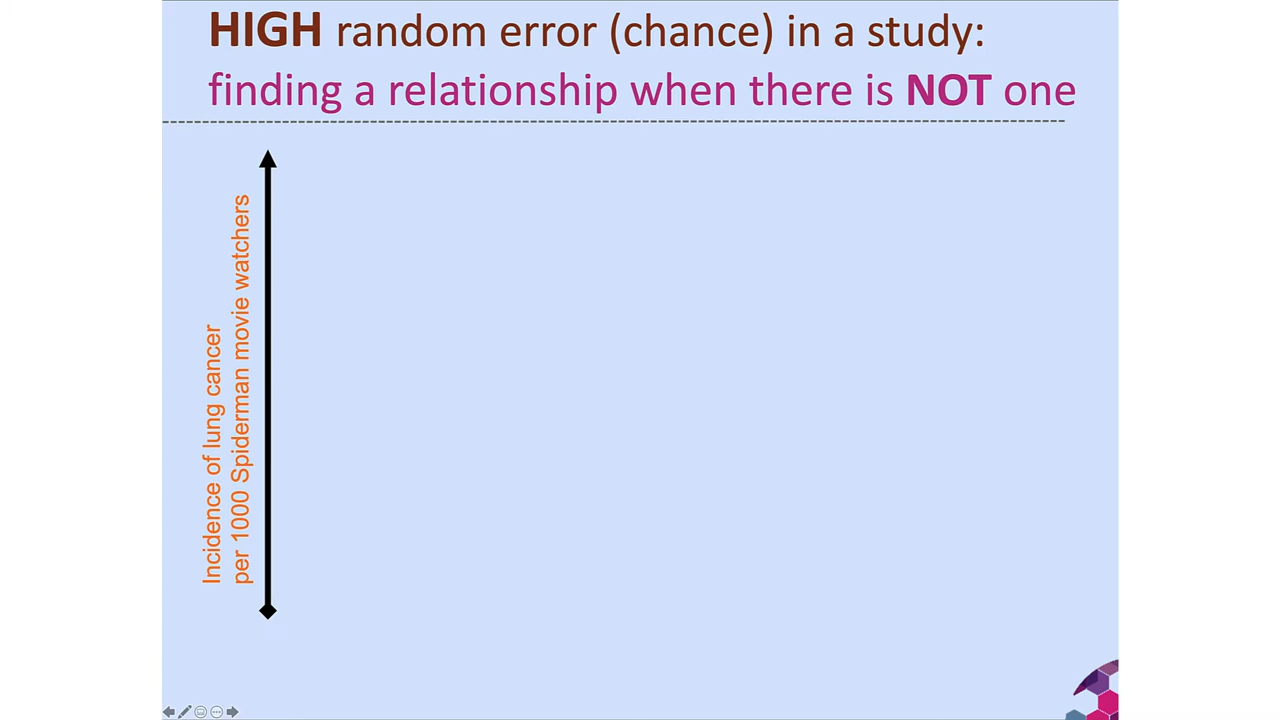 HIGH random error (chance) in a study:
finding a relationship when there is NOT one
Incidence of lung cancer
per 1000 Spiderman movie watchers